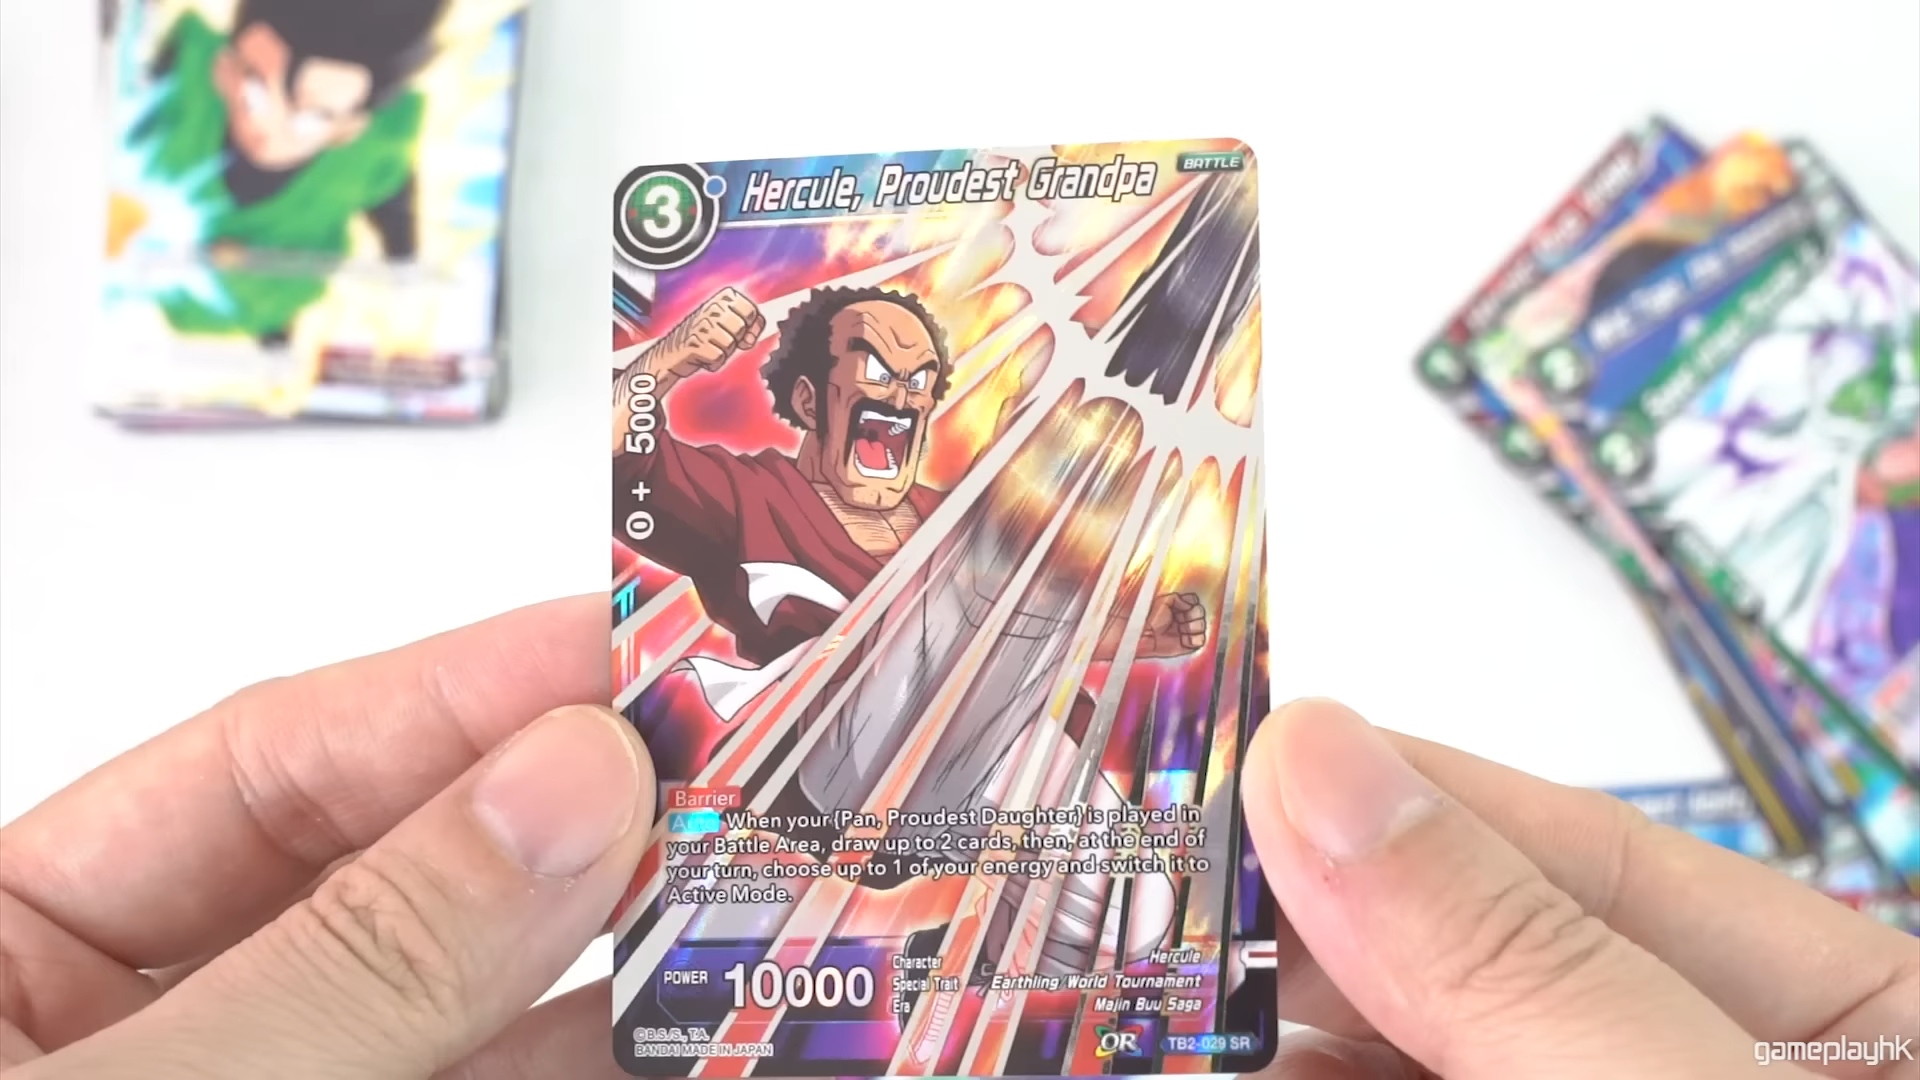 3
Hercule, Proudest Grandpa
BATTLE
0 + 5000
Barrier
Auto When your {Pan, Proudest Daughter} is played in
your Battle Area, draw up to 2 cards, then, at the end of
your turn, choose up to 1 of your energy and switch it to
Active Mode.
POWER 10000
Character Hercule
Special Trait Earthling/World Tournament
Era Majin Buu Saga
©B.S./S., T.A.
BANDAI MADE IN JAPAN
OR TB2-029 SR
gameplayhk